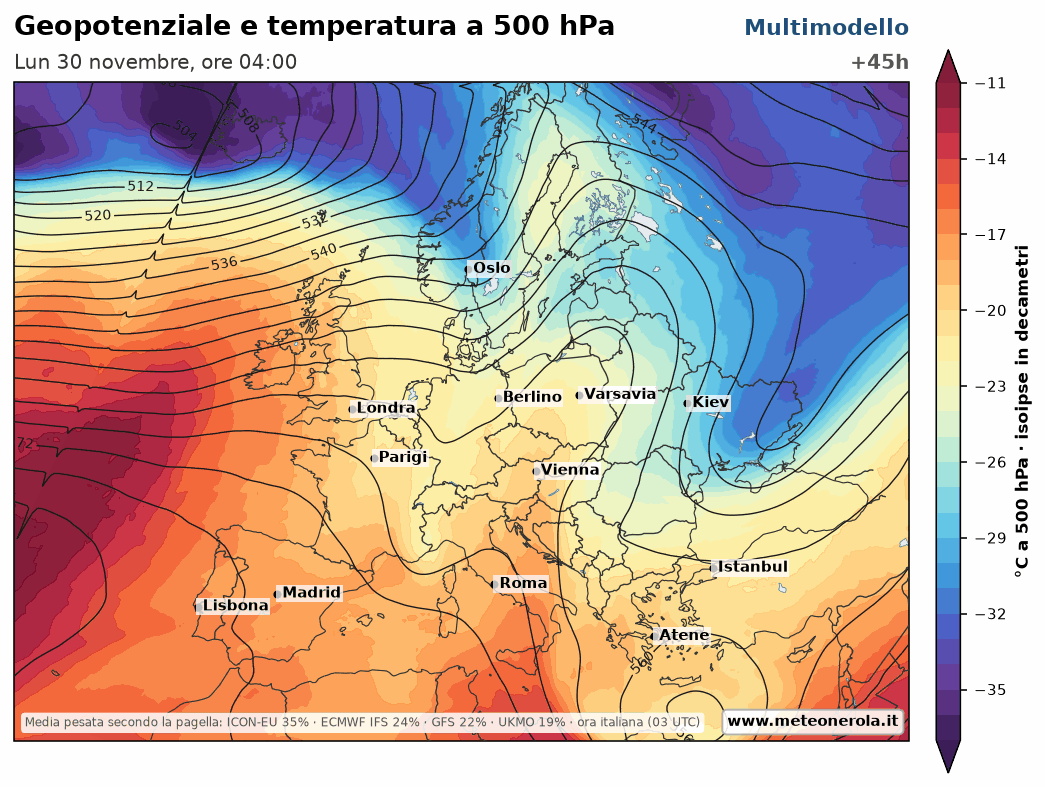 Geopotenziale e temperatura a 500 hPa
Multimodello
Lun 30 novembre, ore 04:00
+45h
504
508
544
512
520
532
540
536
Oslo
Berlino
Varsavia
Londra
Kiev
72
Parigi
Vienna
Istanbul
Roma
Madrid
Lisbona
Atene
560
Media pesata secondo la pagella: ICON-EU 35% · ECMWF IFS 24% · GFS 22% · UKMO 19% · ora italiana (03 UTC)
www.meteonerola.it
−11
−14
−17
−20
−23
−26
−29
−32
−35
°C a 500 hPa · isoipse in decametri